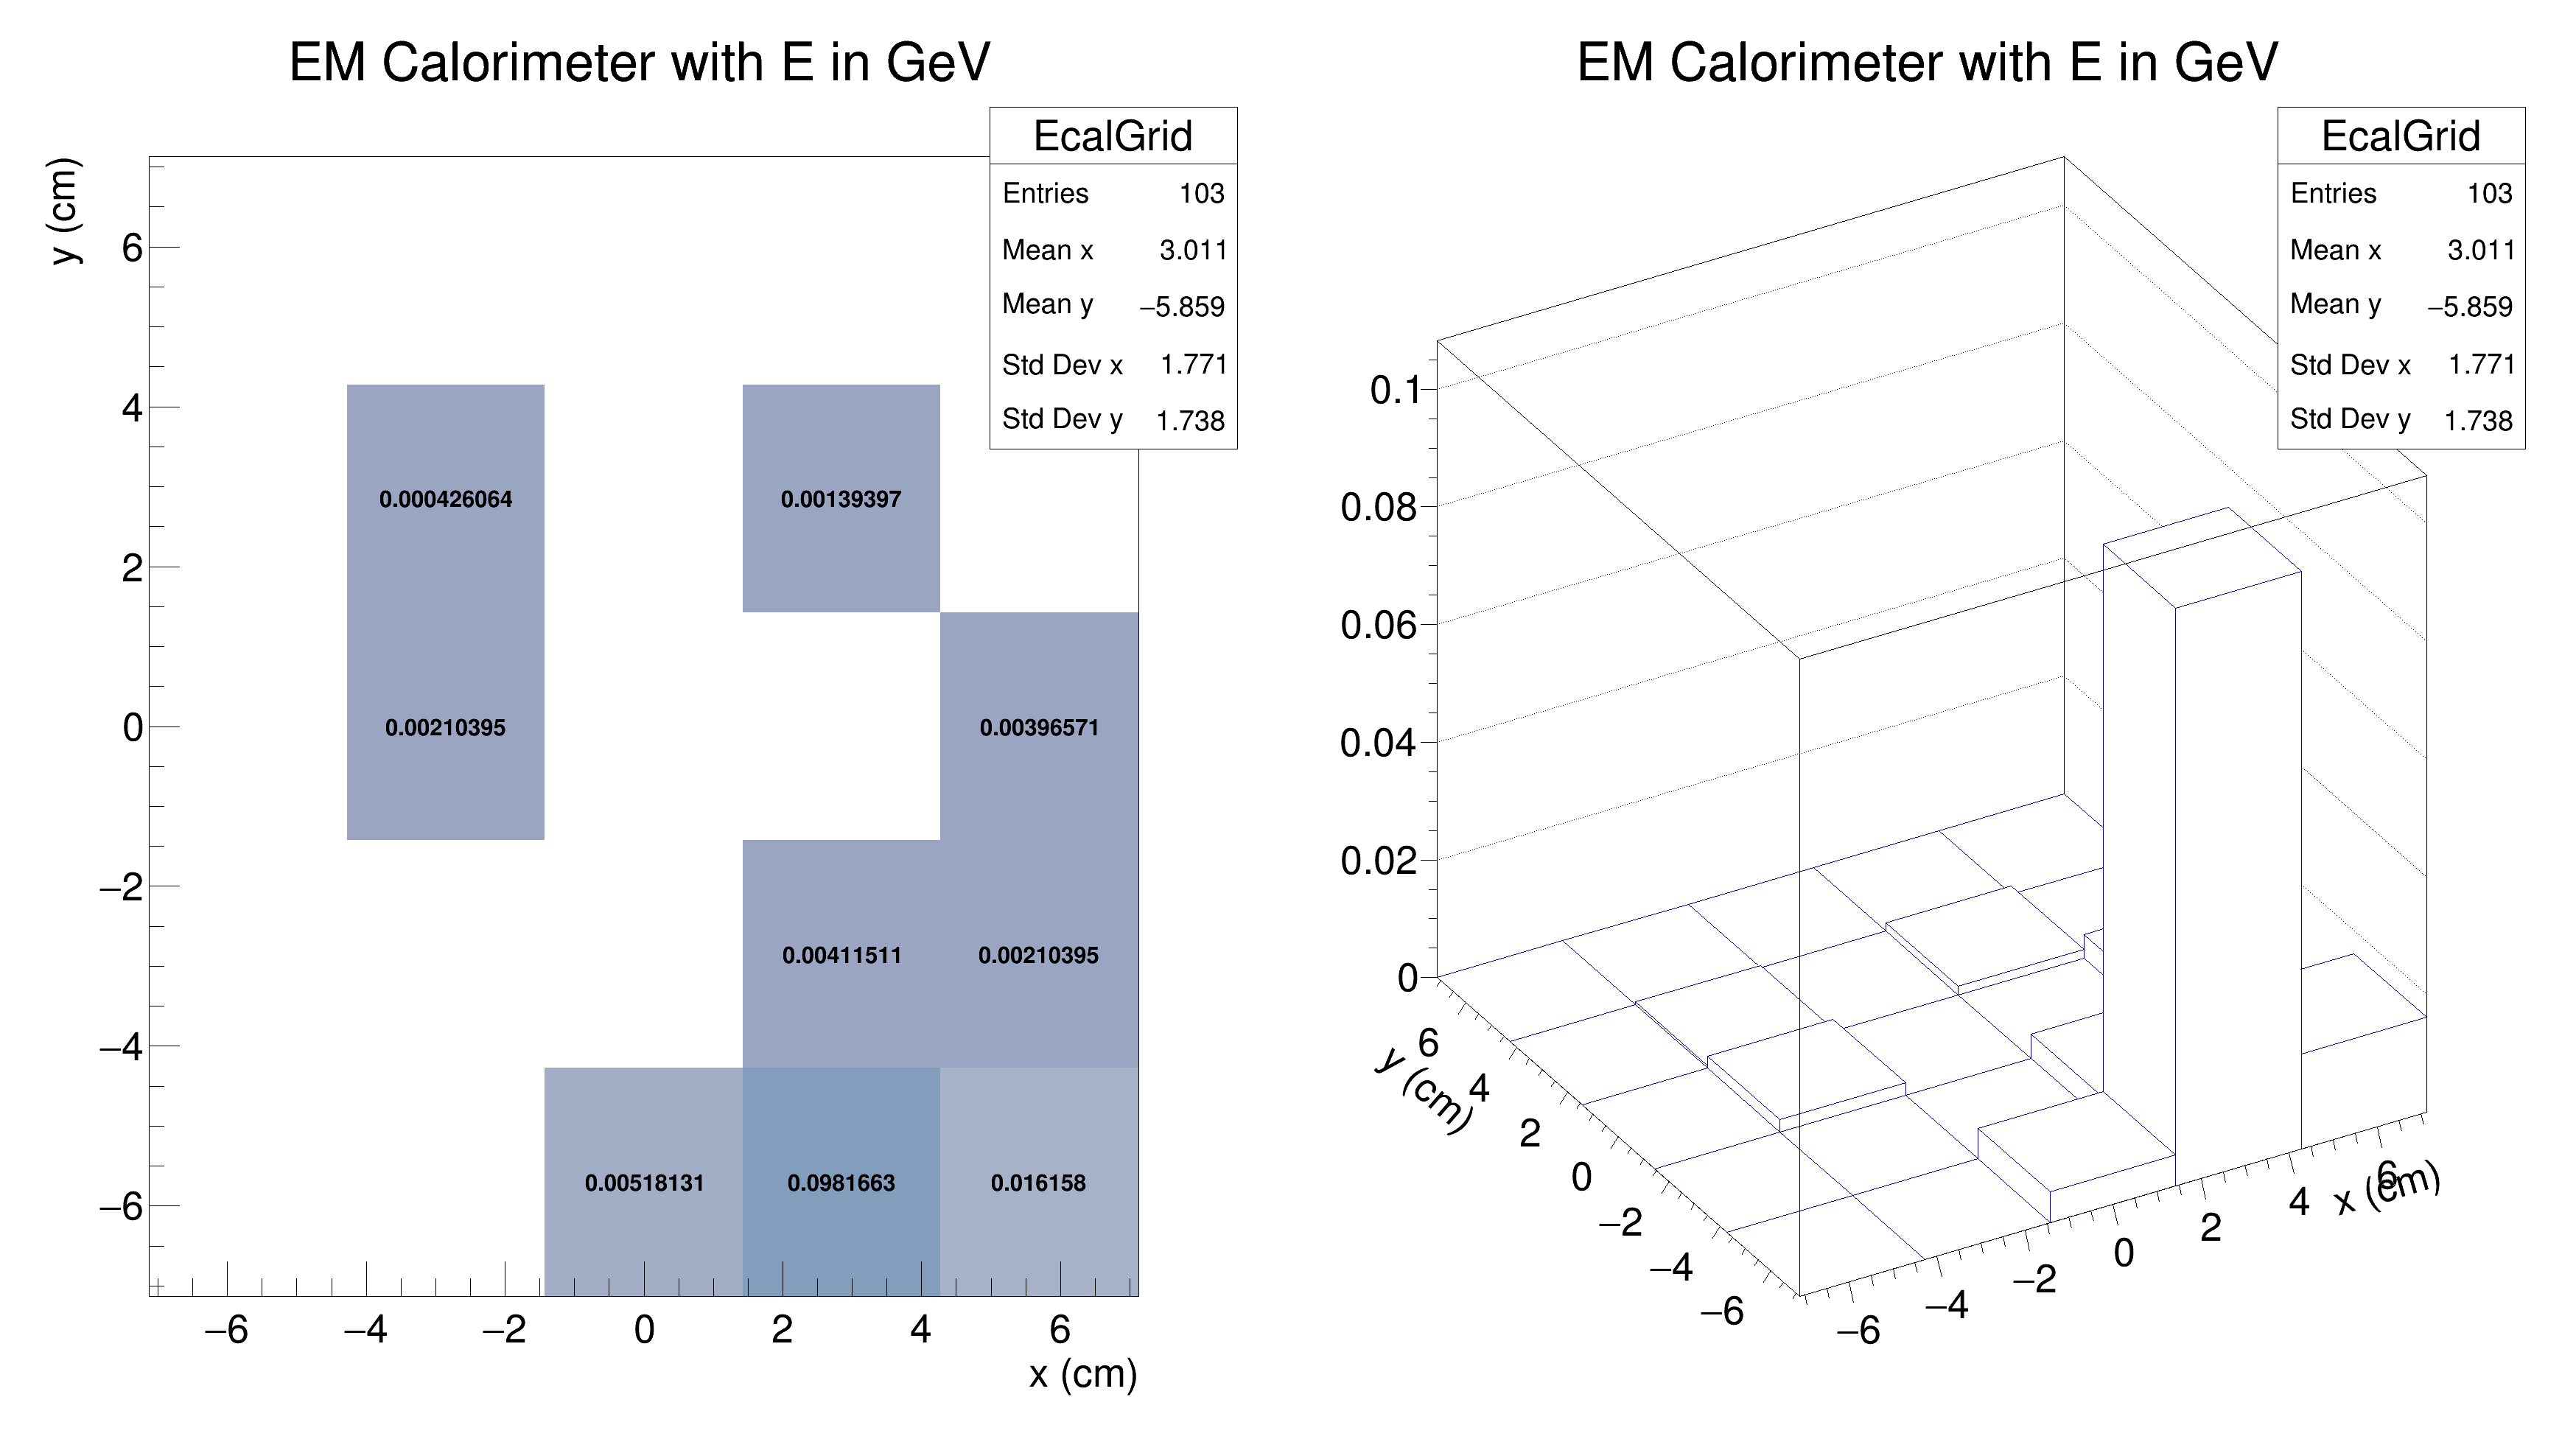 EM Calorimeter with E in GeV
EcalGrid
Entries 103
Mean x 3.011
Mean y −5.859
Std Dev x 1.771
Std Dev y 1.738
y (cm)
6
4
2
0
−2
−4
−6
0.000426064 0.00139397
0.00210395 0.00396571
0.00411511 0.00210395
0.00518131 0.0981663 0.016158
−6 −4 −2 0 2 4 6
x (cm)
EM Calorimeter with E in GeV
EcalGrid
Entries 103
Mean x 3.011
Mean y −5.859
Std Dev x 1.771
Std Dev y 1.738
0.1
0.08
0.06
0.04
0.02
0
y (cm)
6
4
2
0
−2
−4
−6
−6 −4 −2 0 2 4 6
x (cm)